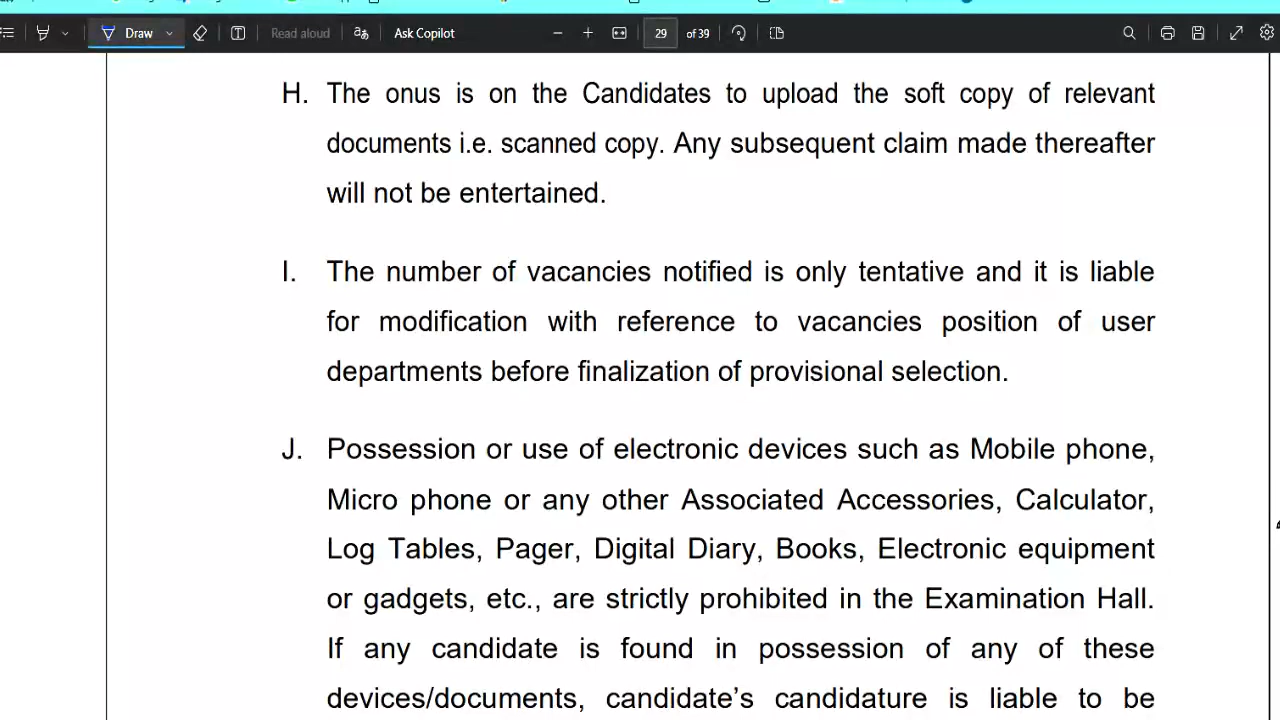 Draw
Read aloud
Ask Copilot
29 of 39
H. The onus is on the Candidates to upload the soft copy of relevant
documents i.e. scanned copy. Any subsequent claim made thereafter
will not be entertained.
I. The number of vacancies notified is only tentative and it is liable
for modification with reference to vacancies position of user
departments before finalization of provisional selection.
J. Possession or use of electronic devices such as Mobile phone,
Micro phone or any other Associated Accessories, Calculator,
Log Tables, Pager, Digital Diary, Books, Electronic equipment
or gadgets, etc., are strictly prohibited in the Examination Hall.
If any candidate is found in possession of any of these
devices/documents, candidate’s candidature is liable to be